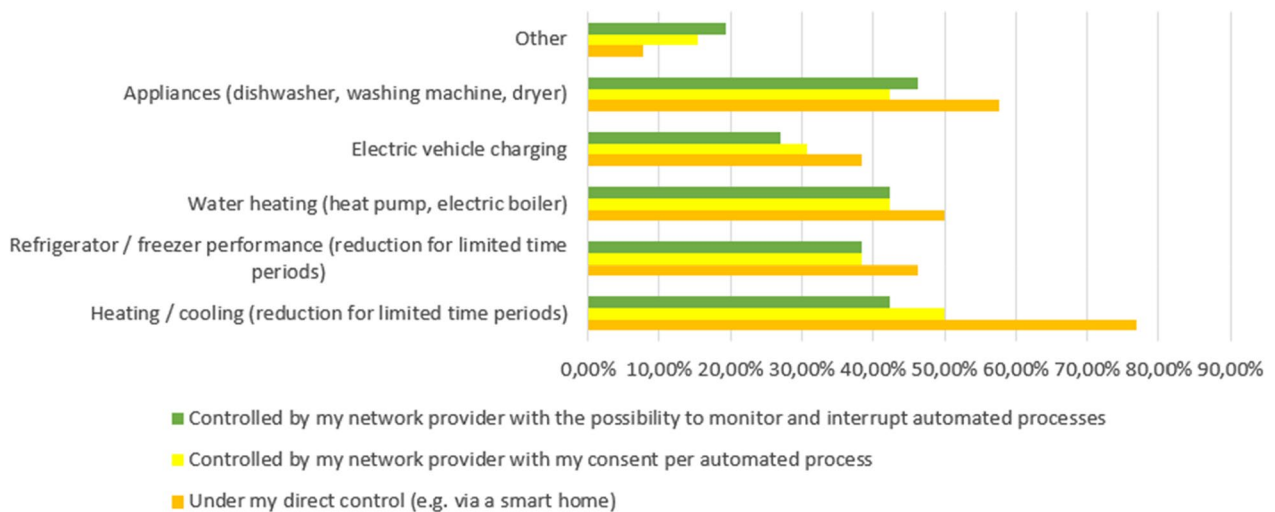 Other
Appliances (dishwasher, washing machine, dryer)
Electric vehicle charging
Water heating (heat pump, electric boiler)
Refrigerator / freezer performance (reduction for limited time
periods)
Heating / cooling (reduction for limited time periods)
0,00% 10,00% 20,00% 30,00% 40,00% 50,00% 60,00% 70,00% 80,00% 90,00%
Controlled by my network provider with the possibility to monitor and interrupt automated processes
Controlled by my network provider with my consent per automated process
Under my direct control (e.g. via a smart home)